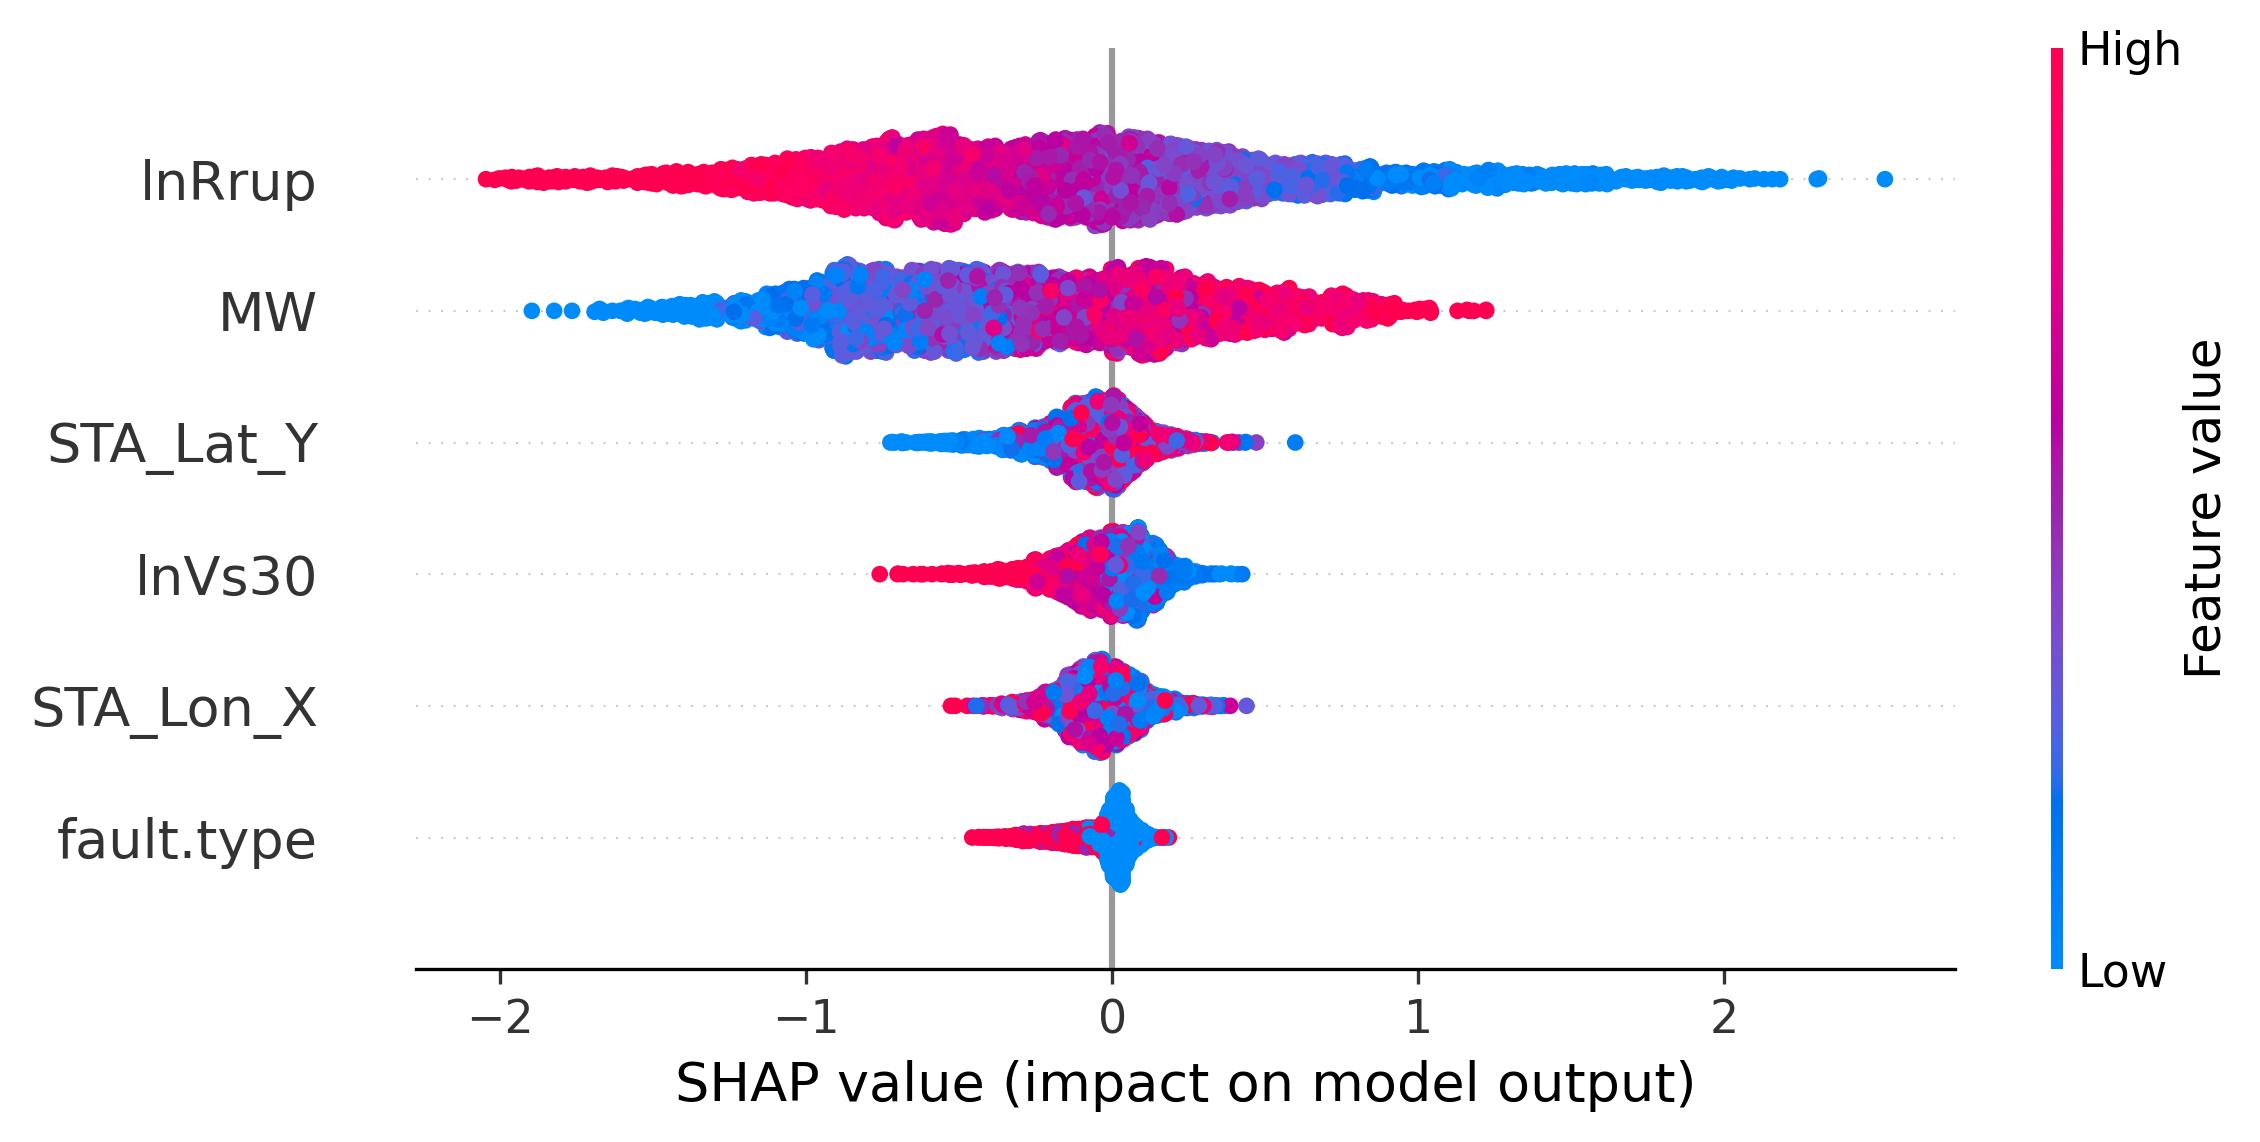 High
lnRrup
MW
STA_Lat_Y
lnVs30
STA_Lon_X
fault.type
Feature value
Low
−2
−1
0
1
2
SHAP value (impact on model output)